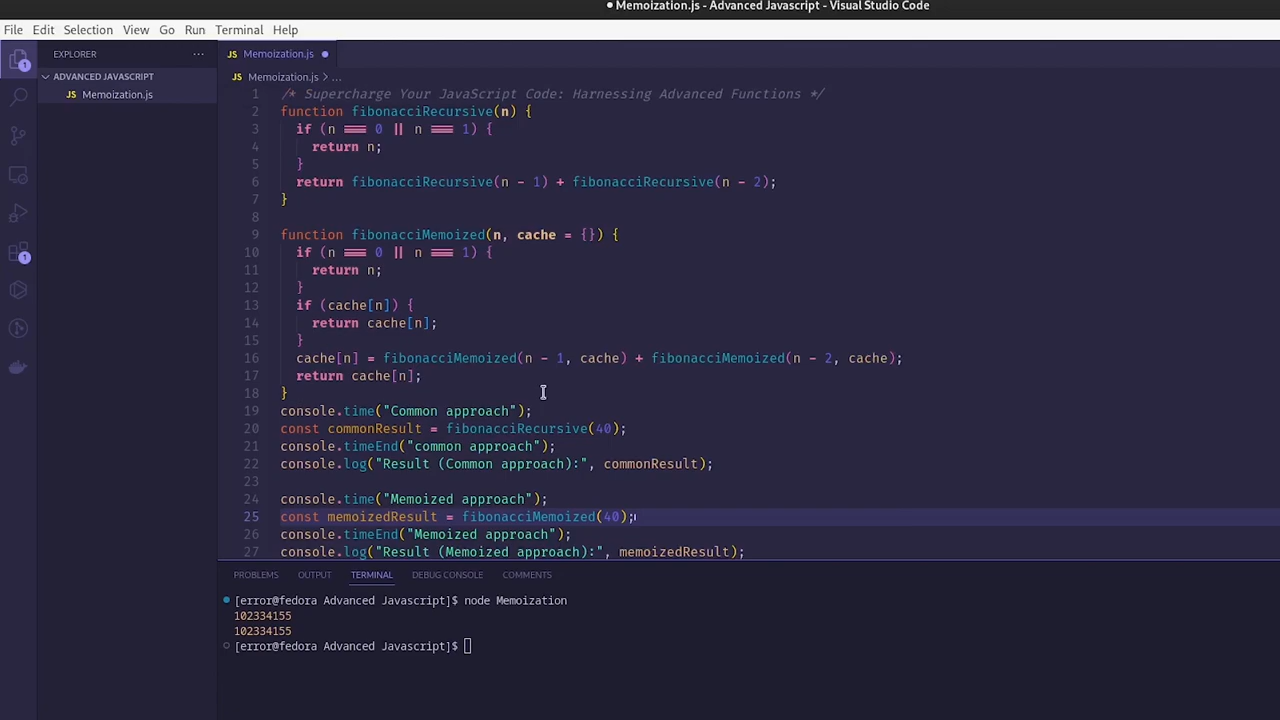 ● Memoization.js - Advanced Javascript - Visual Studio Code
File Edit Selection View Go Run Terminal Help
EXPLORER ...
JS Memoization.js ●
ADVANCED JAVASCRIPT
JS Memoization.js
JS Memoization.js > ...
1 /* Supercharge Your JavaScript Code: Harnessing Advanced Functions */
2 function fibonacciRecursive(n) {
3 if (n === 0 || n === 1) {
4 return n;
5 }
6 return fibonacciRecursive(n - 1) + fibonacciRecursive(n - 2);
7 }
8
9 function fibonacciMemoized(n, cache = {}) {
10 if (n === 0 || n === 1) {
11 return n;
12 }
13 if (cache[n]) {
14 return cache[n];
15 }
16 cache[n] = fibonacciMemoized(n - 1, cache) + fibonacciMemoized(n - 2, cache);
17 return cache[n];
18 }
19 console.time("Common approach");
20 const commonResult = fibonacciRecursive(40);
21 console.timeEnd("common approach");
22 console.log("Result (Common approach):", commonResult);
23
24 console.time("Memoized approach");
25 const memoizedResult = fibonacciMemoized(40);
26 console.timeEnd("Memoized approach");
27 console.log("Result (Memoized approach):", memoizedResult);
PROBLEMS OUTPUT TERMINAL DEBUG CONSOLE COMMENTS
[error@fedora Advanced Javascript]$ node Memoization
102334155
102334155
[error@fedora Advanced Javascript]$
1
1